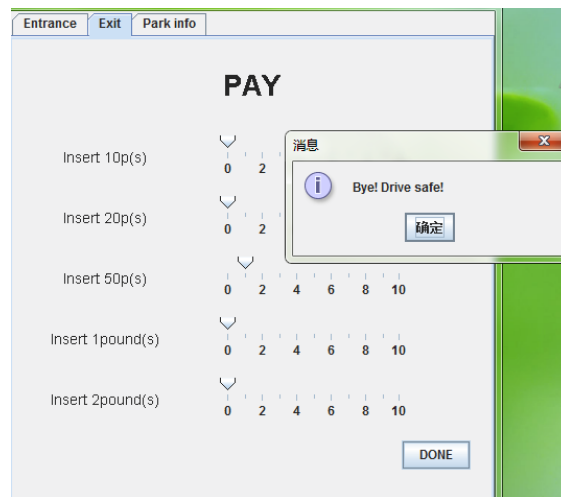 Entrance Exit Park info
PAY
消息
Insert 10p(s)
0 2
Bye! Drive safe!
确定
Insert 20p(s)
0 2
Insert 50p(s)
0 2 4 6 8 10
Insert 1pound(s)
0 2 4 6 8 10
Insert 2pound(s)
0 2 4 6 8 10
DONE